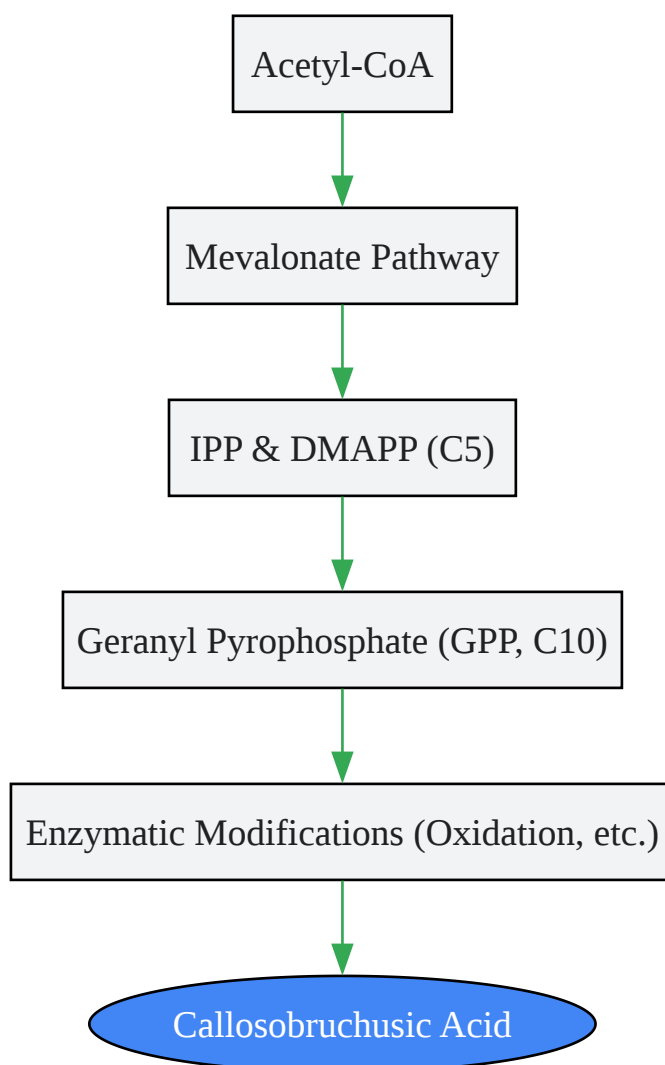 Acetyl-CoA
Mevalonate Pathway
IPP & DMAPP (C5)
Geranyl Pyrophosphate (GPP, C10)
Enzymatic Modifications (Oxidation, etc.)
Callosobruchusic Acid